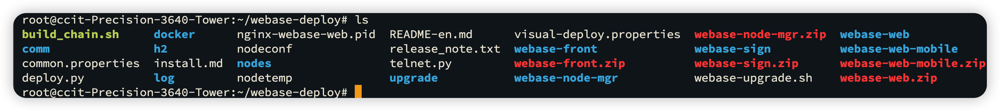 root@ccit-Precision-3640-Tower:~/webase-deploy# ls
build_chain.sh     docker      nginx-webase-web.pid  README-en.md      visual-deploy.properties  webase-node-mgr.zip  webase-web
comm               h2          nodeconf              release_note.txt  webase-front              webase-sign          webase-web-mobile
common.properties  install.md  nodes                 telnet.py         webase-front.zip          webase-sign.zip      webase-web-mobile.zip
deploy.py          log         nodetemp              upgrade           webase-node-mgr           webase-upgrade.sh    webase-web.zip
root@ccit-Precision-3640-Tower:~/webase-deploy#